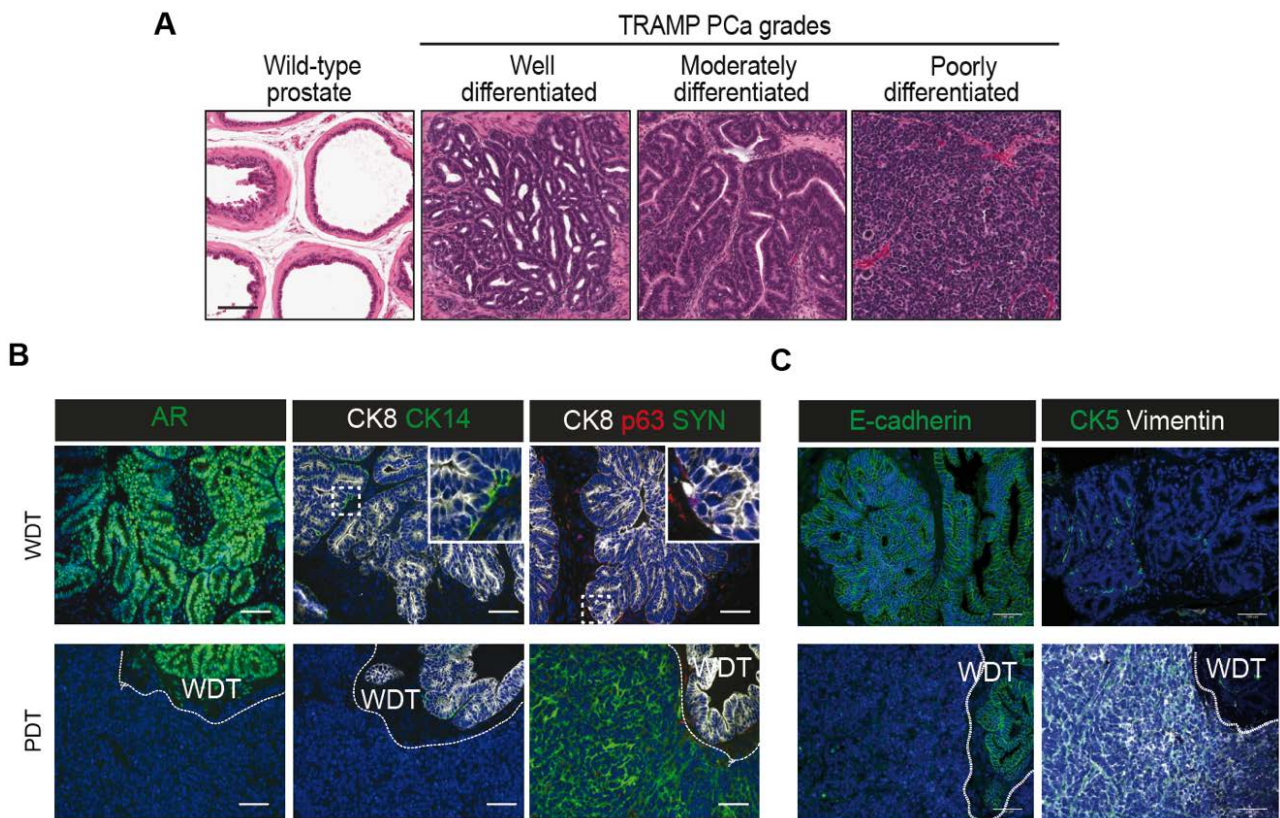 A
TRAMP PCa grades
Wild-type
prostate
Well
differentiated
Moderately
differentiated
Poorly
differentiated
B
C
AR
CK8 CK14
CK8 p63 SYN
E-cadherin
CK5 Vimentin
WDT
PDT
WDT
WDT
WDT
WDT
WDT